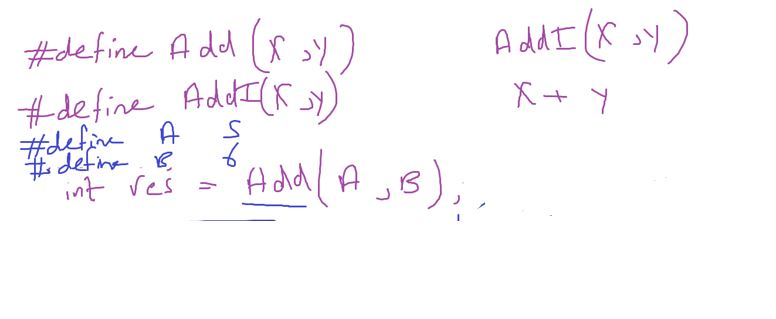 #define Add (X ,Y) AddI(X ,Y)
#define AddI(X ,Y) X + Y
#define A 5
#define B 6
int res = Add(A ,B);